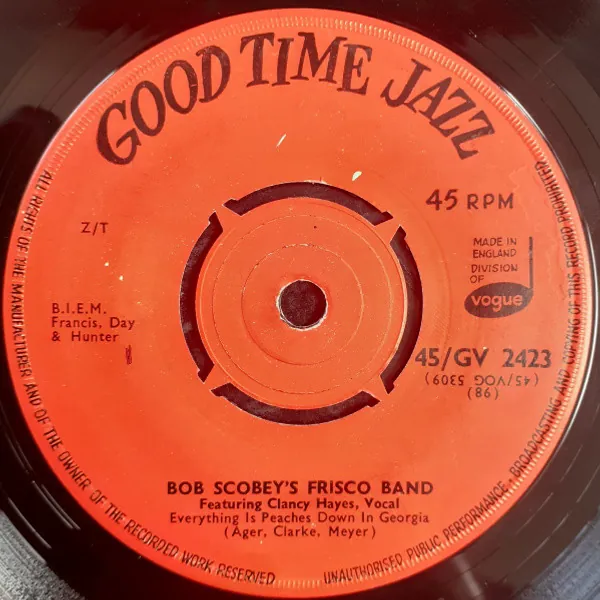 GOOD TIME JAZZ
45 RPM
Z/T
MADE IN
ENGLAND
DIVISION
OF
vogue
B.I.E.M.
Francis, Day
& Hunter
45/GV 2423
(45/VOG 5309)
(98)
BOB SCOBEY'S FRISCO BAND
Featuring Clancy Hayes, Vocal
Everything Is Peaches Down In Georgia
(Ager, Clarke, Meyer)
ALL RIGHTS OF THE MANUFACTURER AND OF THE OWNER OF THE RECORDED WORK RESERVED
UNAUTHORISED PUBLIC PERFORMANCE · BROADCASTING AND COPYING OF THIS RECORD PROHIBITED